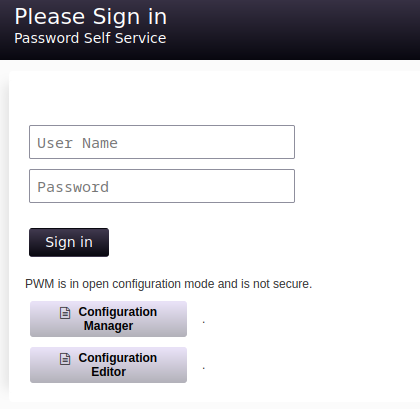 Please Sign in
Password Self Service
User Name
Password
Sign in
PWM is in open configuration mode and is not secure.
Configuration
Manager
.
Configuration
Editor
.